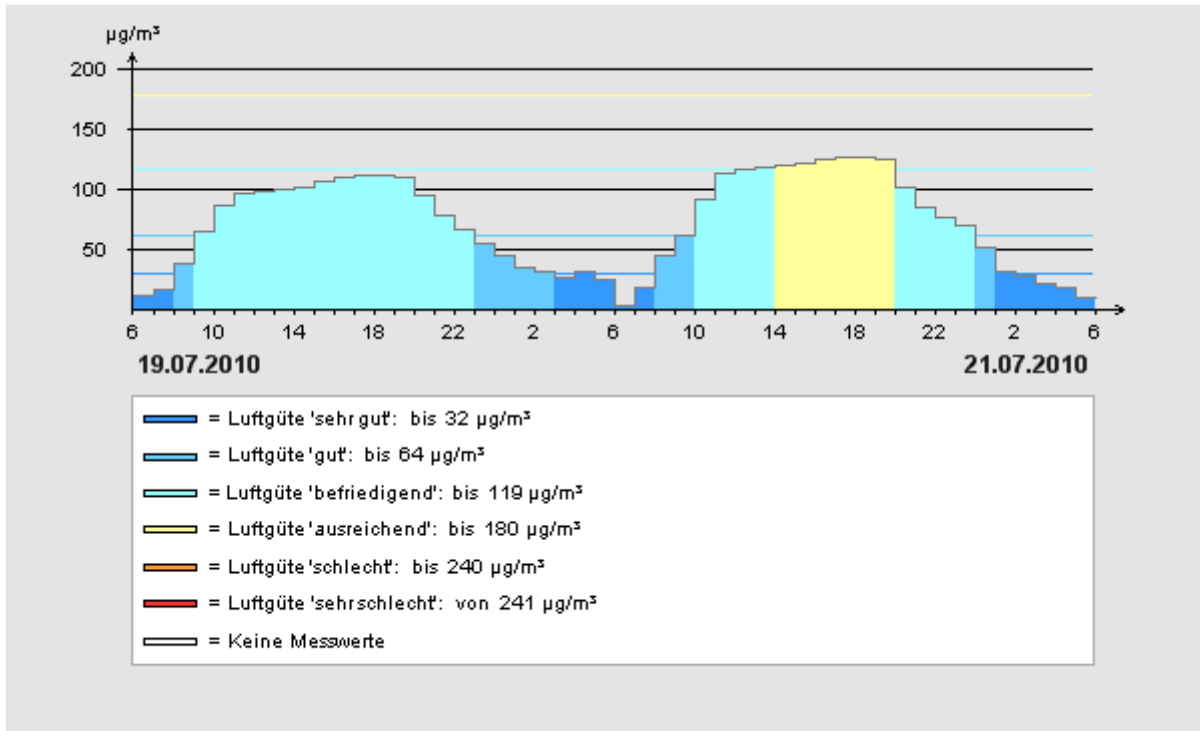 µg/m³
200
150
100
50
6 10 14 18 22 2 6 10 14 18 22 2 6
19.07.2010 21.07.2010
= Luftgüte 'sehr gut': bis 32 µg/m³
= Luftgüte 'gut': bis 64 µg/m³
= Luftgüte 'befriedigend': bis 119 µg/m³
= Luftgüte 'ausreichend': bis 180 µg/m³
= Luftgüte 'schlecht': bis 240 µg/m³
= Luftgüte 'sehr schlecht': von 241 µg/m³
= Keine Messwerte